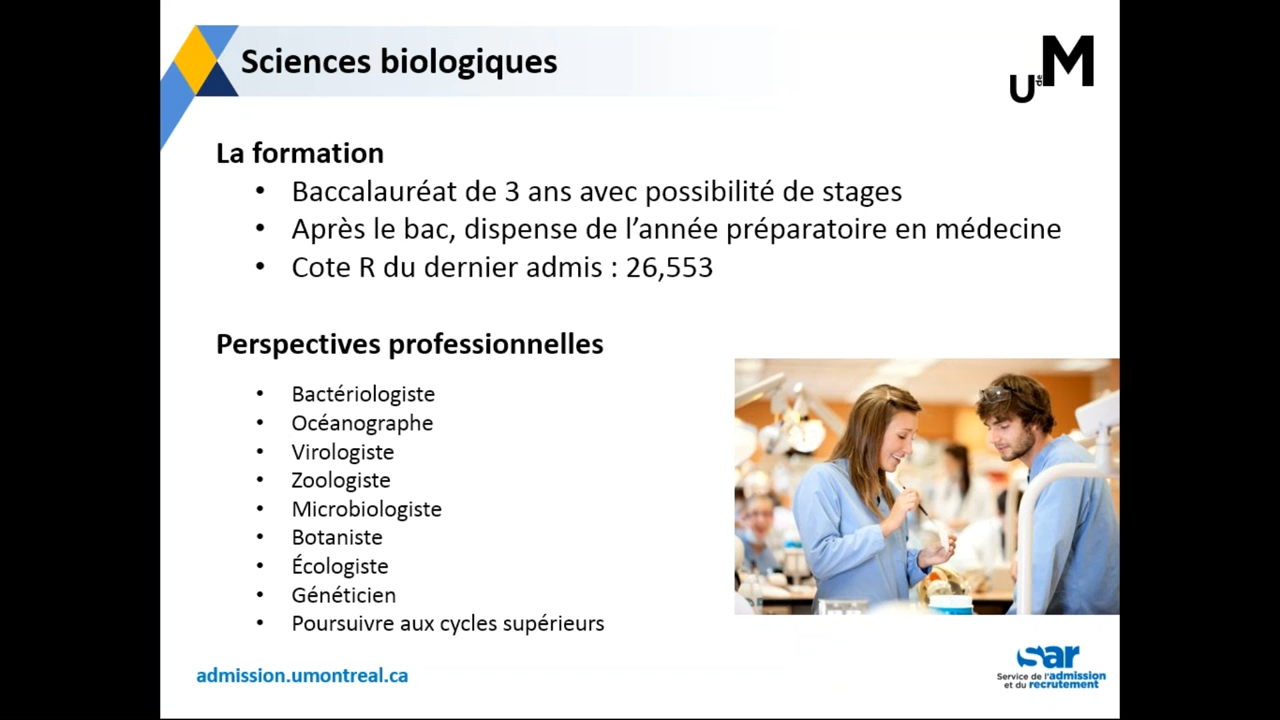 Sciences biologiques
U de M
La formation
• Baccalauréat de 3 ans avec possibilité de stages
• Après le bac, dispense de l’année préparatoire en médecine
• Cote R du dernier admis : 26,553
Perspectives professionnelles
• Bactériologiste
• Océanographe
• Virologiste
• Zoologiste
• Microbiologiste
• Botaniste
• Écologiste
• Généticien
• Poursuivre aux cycles supérieurs
admission.umontreal.ca
sar
Service de l'admission
et du recrutement